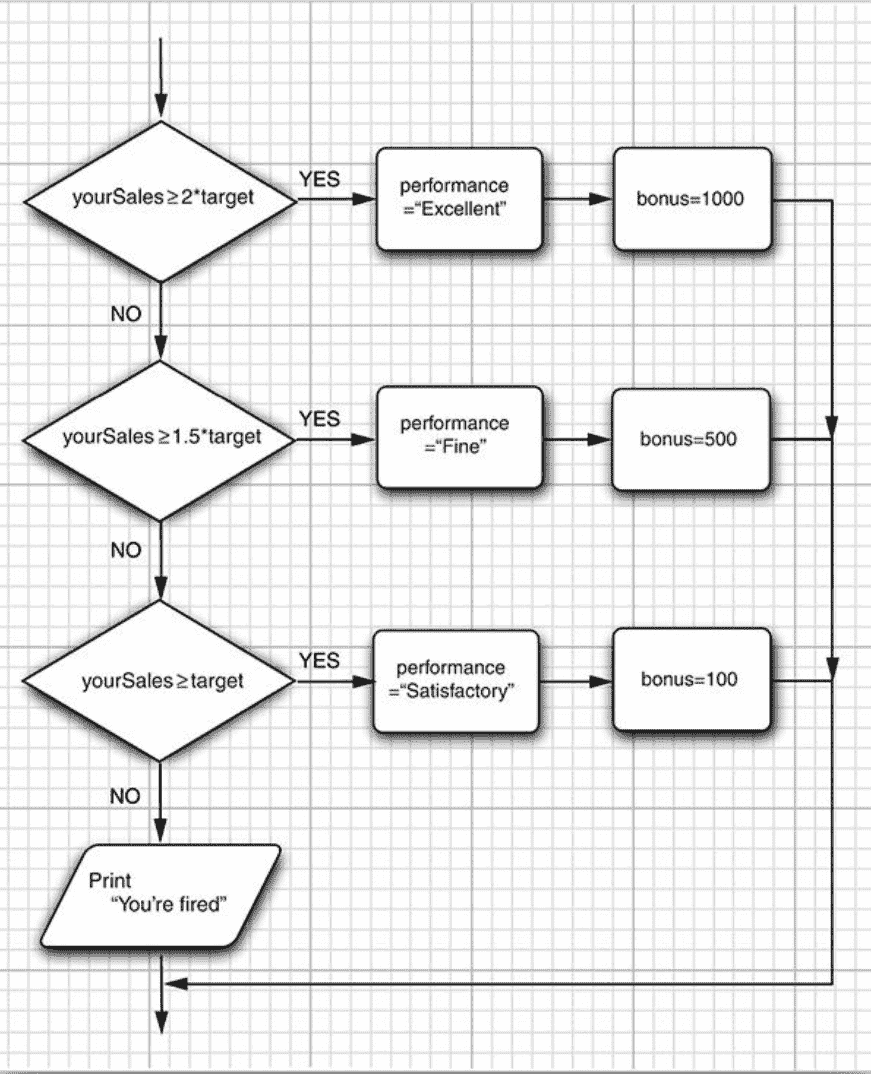 yourSales≥2*target
YES
performance
=“Excellent”
bonus=1000
NO
yourSales≥1.5*target
YES
performance
=“Fine”
bonus=500
NO
yourSales≥target
YES
performance
=“Satisfactory”
bonus=100
NO
Print
“You’re fired”